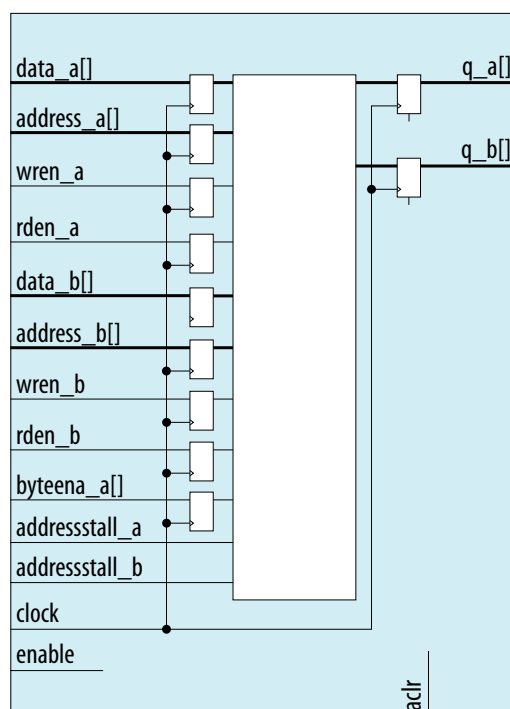 data_a[]
q_a[]
address_a[]
q_b[]
wren_a
rden_a
data_b[]
address_b[]
wren_b
rden_b
byteena_a[]
addressstall_a
addressstall_b
clock
enable
aclr